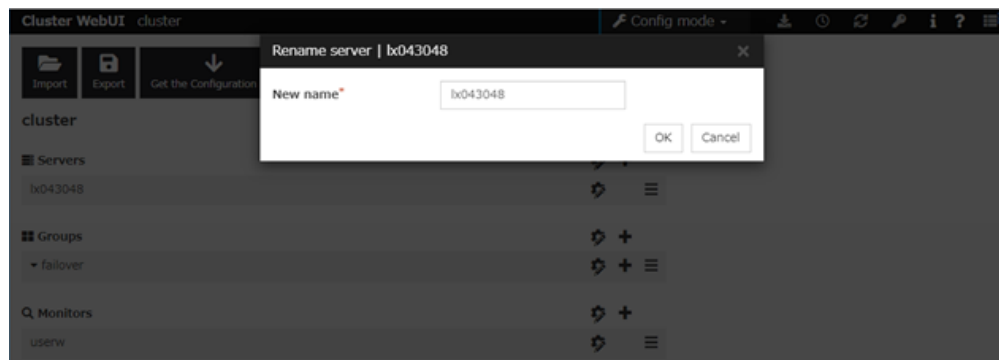 Cluster WebUI cluster Config mode
Rename server | lx043048
Import Export Get the Configuration
New name* lx043048
OK Cancel
cluster
Servers
lx043048
Groups
failover
Monitors
userw